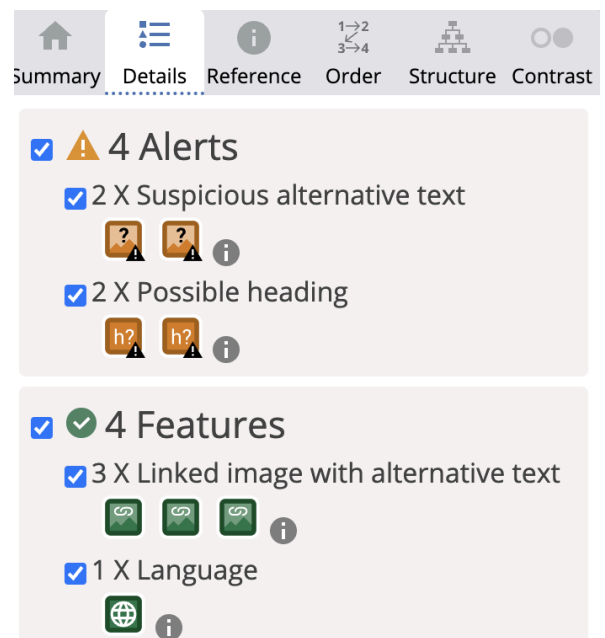 1→2
3→4
Summary Details Reference Order Structure Contrast
4 Alerts
2 X Suspicious alternative text
? ?
2 X Possible heading
h? h?
4 Features
3 X Linked image with alternative text
1 X Language